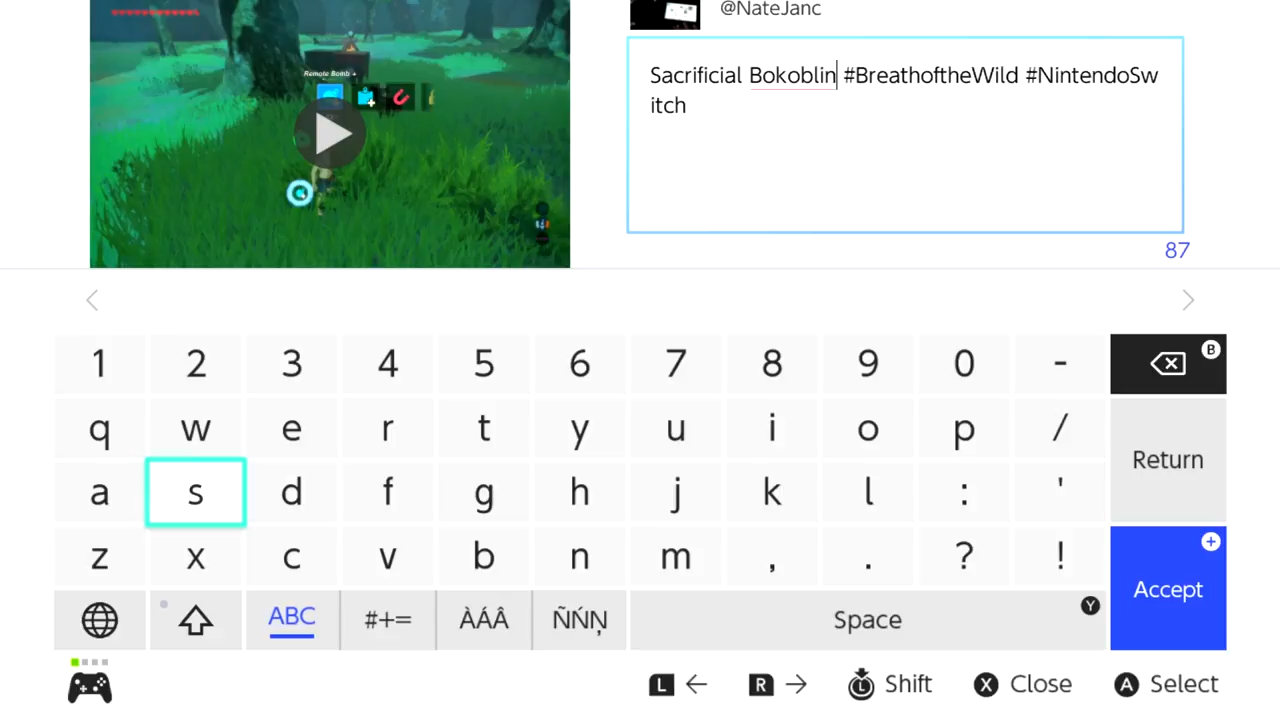 @NateJanc
Remote Bomb +
Sacrificial Bokoblin #BreathoftheWild #NintendoSw
itch
87
1 2 3 4 5 6 7 8 9 0 - B
q w e r t y u i o p /
Return
a s d f g h j k l : '
z x c v b n m , . ? ! +
Accept
ABC #+= ÀÁÂ ÑŃŅ Space Y
L ← R → L Shift X Close A Select